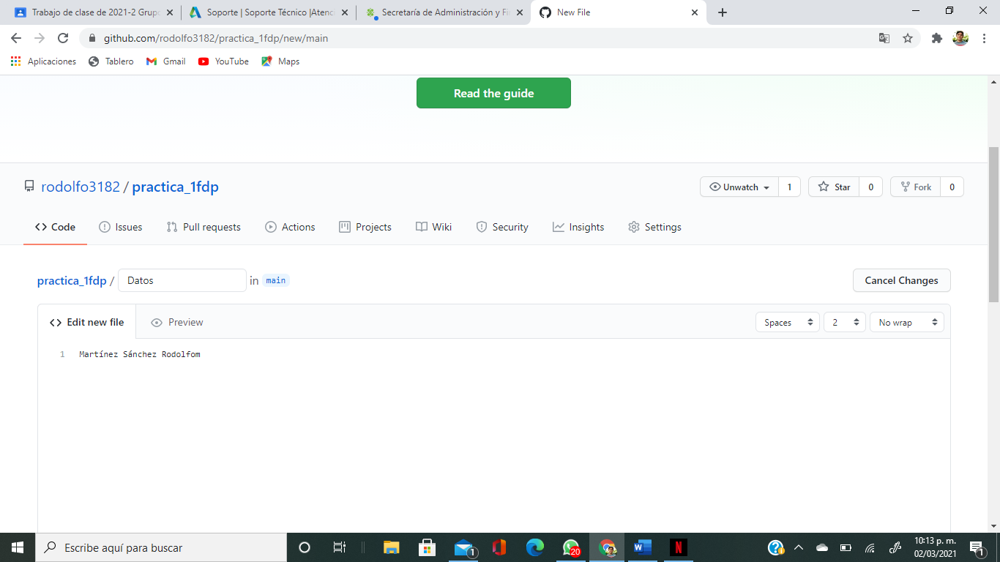 Trabajo de clase de 2021-2 Grupo
Soporte | Soporte Técnico |Atenc
Secretaría de Administración y Fi
New File
github.com/rodolfo3182/practica_1fdp/new/main
Aplicaciones
Tablero
Gmail
YouTube
Maps
Read the guide
rodolfo3182 / practica_1fdp
Unwatch 1
Star 0
Fork 0
Code
Issues
Pull requests
Actions
Projects
Wiki
Security
Insights
Settings
practica_1fdp / Datos in main
Cancel Changes
Edit new file
Preview
Spaces
2
No wrap
1 Martínez Sánchez Rodolfom
Escribe aquí para buscar
1
20
W
N
10:13 p. m.
02/03/2021
1